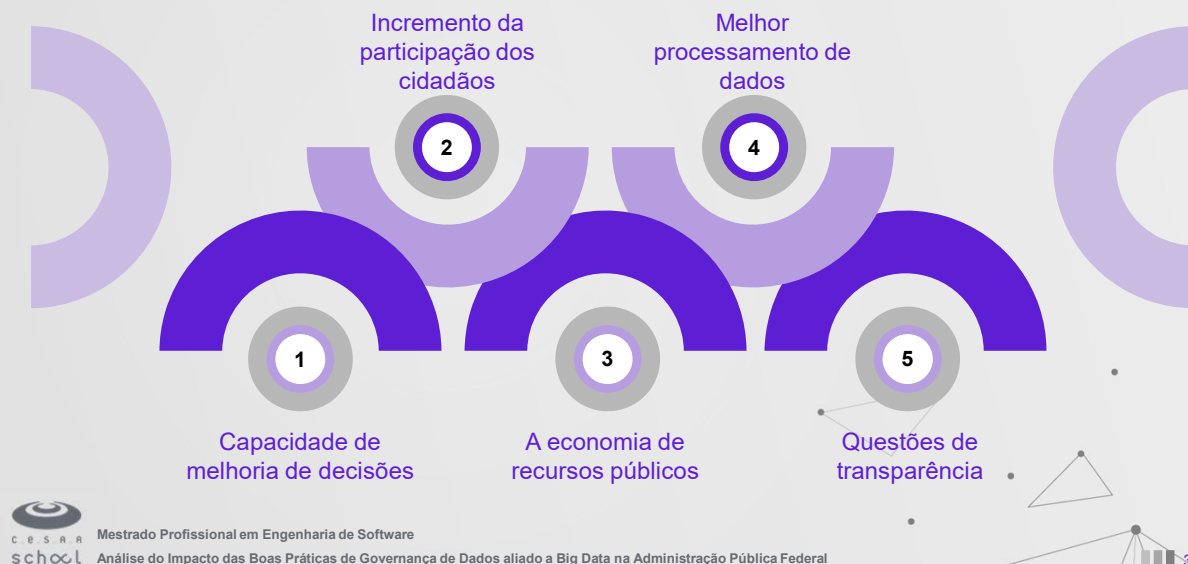 Incremento da
participação dos
cidadãos
Melhor
processamento de
dados
2
4
1
3
5
Capacidade de
melhoria de decisões
A economia de
recursos públicos
Questões de
transparência
C.E.S.A.R
school
Mestrado Profissional em Engenharia de Software
Análise do Impacto das Boas Práticas de Governança de Dados aliado a Big Data na Administração Pública Federal